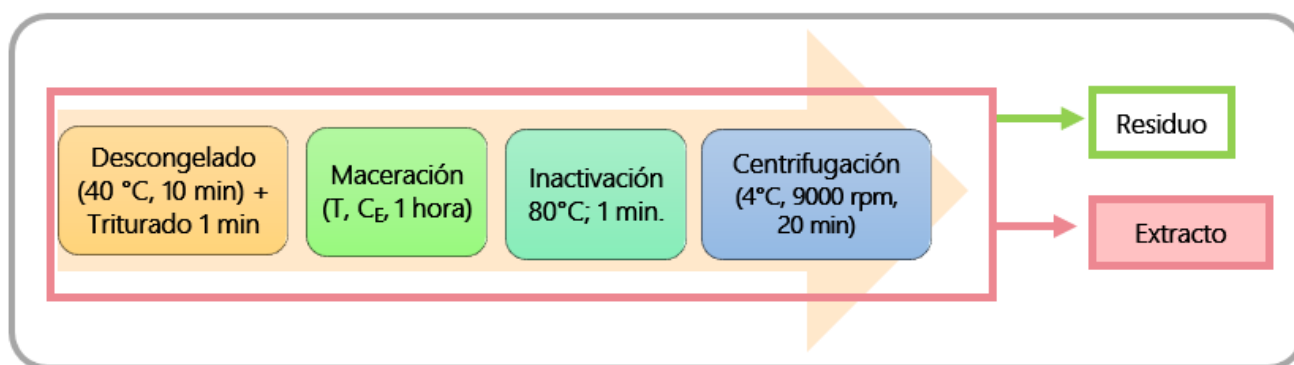 Descongelado
(40 °C, 10 min) +
Triturado 1 min
Maceración
(T, CE, 1 hora)
Inactivación
80°C; 1 min.
Centrifugación
(4°C, 9000 rpm,
20 min)
Residuo
Extracto